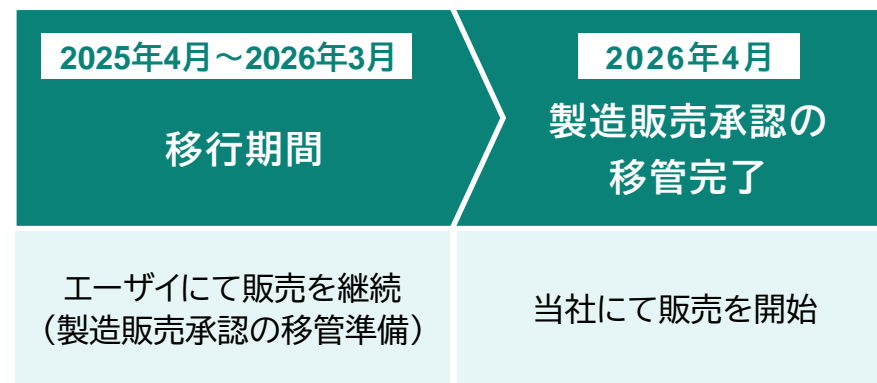 2025年4月～2026年3月
移行期間
エーザイにて販売を継続
（製造販売承認の移管準備）
2026年4月
製造販売承認の
移管完了
当社にて販売を開始